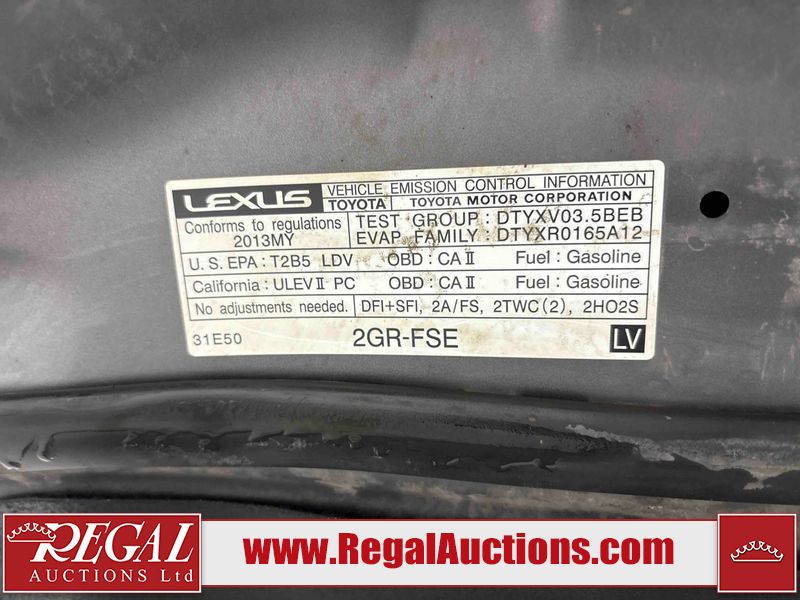 LEXUS VEHICLE EMISSION CONTROL INFORMATION
TOYOTA TOYOTA MOTOR CORPORATION
Conforms to regulations TEST GROUP : DTYXV03.5BEB
2013MY EVAP FAMILY : DTYXR0165A12
U.S. EPA : T2B5 LDV OBD : CA II Fuel : Gasoline
California : ULEV II PC OBD : CA II Fuel : Gasoline
No adjustments needed. DFI+SFI, 2A/FS, 2TWC(2), 2HO2S
31E50 2GR-FSE LV
REGAL
AUCTIONS Ltd
www.RegalAuctions.com